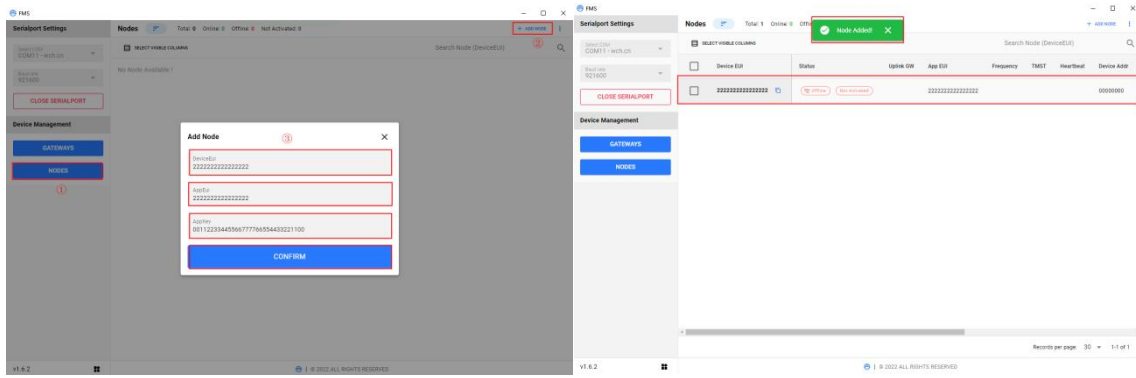 FMS
Serialport Settings
Select COM
COM11 - wch.cn
Baud rate
921600
CLOSE SERIALPORT
Device Management
GATEWAYS
NODES
①
v1.6.2
Nodes
Total: 0 Online: 0 Offline: 0 Not Activated: 0
+ ADD NODE
②
SELECT VISIBLE COLUMNS
Search Node (DeviceEUI)
No Node Available !
Add Node
③
DeviceEui
2222222222222222
AppEui
2222222222222222
AppKey
00112233445566777766554433221100
CONFIRM
| © 2022 ALL RIGHTS RESERVED
FMS
Serialport Settings
Select COM
COM11 - wch.cn
Baud rate
921600
CLOSE SERIALPORT
Device Management
GATEWAYS
NODES
v1.6.2
Nodes
Total: 1 Online: 0
Node Added!
+ ADD NODE
SELECT VISIBLE COLUMNS
Search Node (DeviceEUI)
Device EUI Status Uplink GW App EUI Frequency TMST Heartbeat Device Addr
2222222222222222 Offline Not Activated 2222222222222222 00000000
Records per page: 30 1-1 of 1
| © 2022 ALL RIGHTS RESERVED